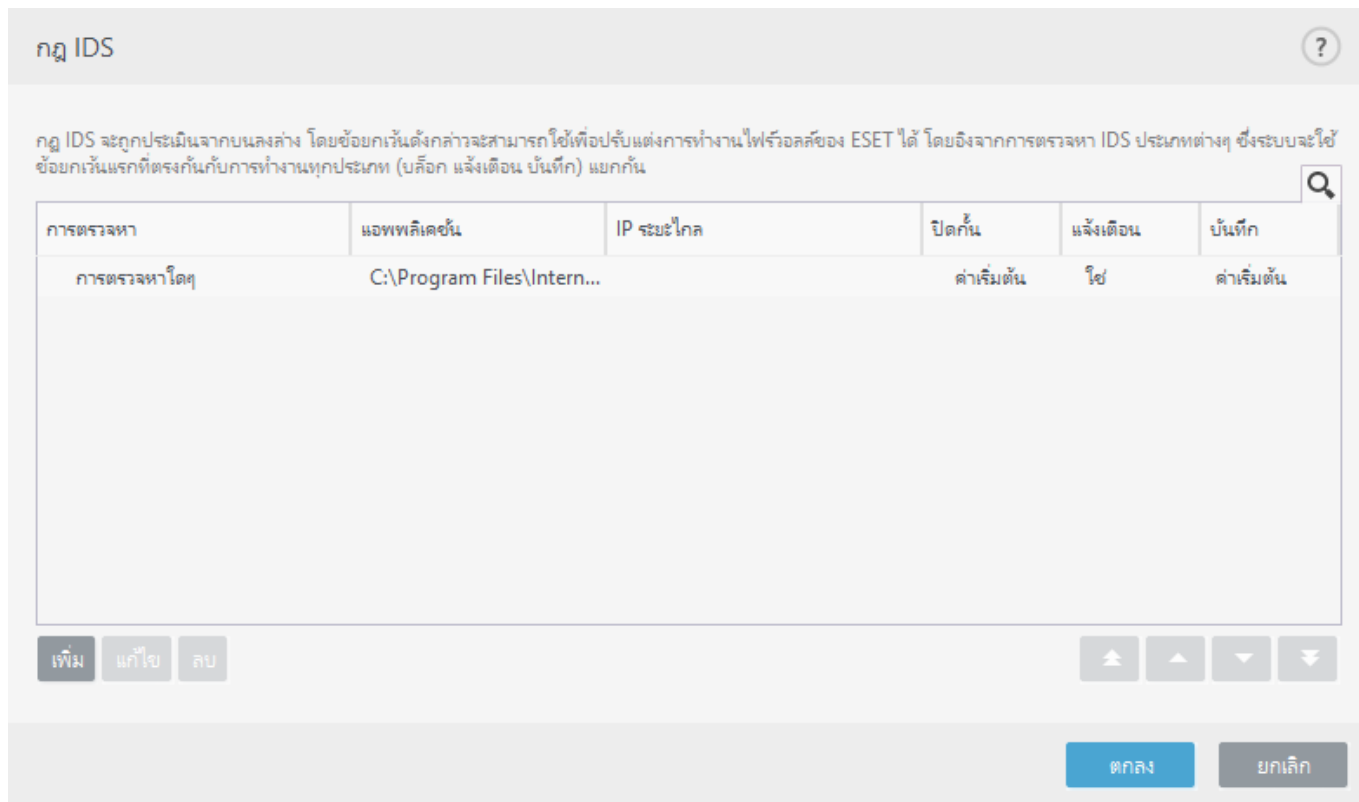 กฎ IDS
?
กฎ IDS จะถูกประเมินจากบนลงล่าง โดยข้อยกเว้นดังกล่าวจะสามารถใช้เพื่อปรับแต่งการทำงานไฟร์วอลล์ของ ESET ได้ โดยอิงจากการตรวจหา IDS ประเภทต่างๆ ซึ่งระบบจะใช้
ข้อยกเว้นแรกที่ตรงกันกับการทำงานทุกประเภท (บล็อก แจ้งเตือน บันทึก) แยกกัน
การตรวจหา แอพพลิเคชั่น IP ระยะไกล ปิดกั้น แจ้งเตือน บันทึก
การตรวจหาใดๆ C:\Program Files\Intern... ค่าเริ่มต้น ใช่ ค่าเริ่มต้น
เพิ่ม แก้ไข ลบ
ตกลง ยกเลิก